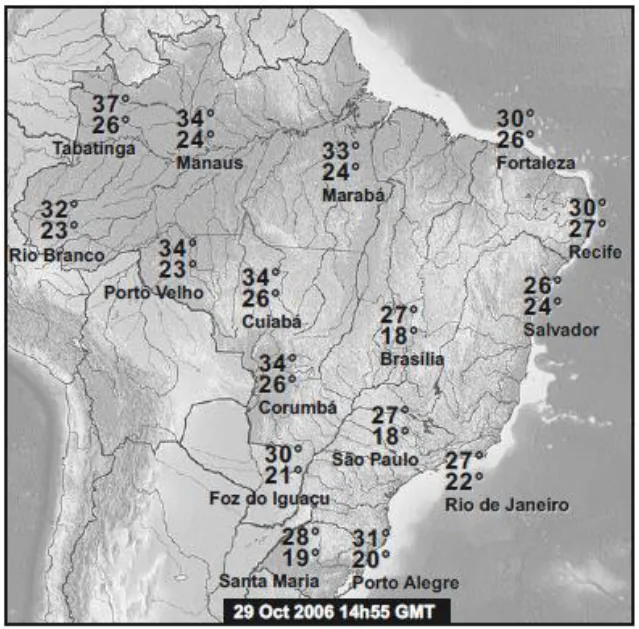 37°
26°
Tabatinga
34°
24°
Manaus
33°
24°
Marabá
30°
26°
Fortaleza
32°
23°
Rio Branco
34°
23°
Porto Velho
34°
26°
Cuiabá
30°
27°
Recife
26°
24°
Salvador
27°
18°
Brasília
34°
26°
Corumbá
27°
18°
São Paulo
30°
21°
Foz do Iguaçu
27°
22°
Rio de Janeiro
28°
19°
Santa Maria
31°
20°
Porto Alegre
29 Oct 2006 14h55 GMT